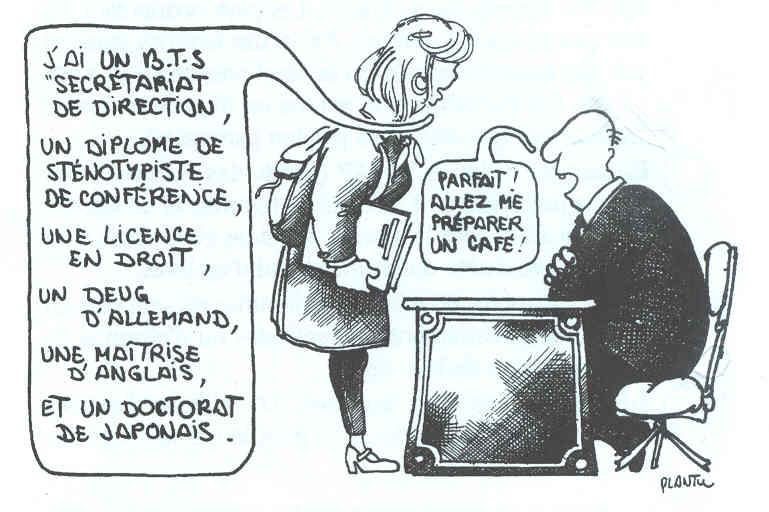 J'AI UN B.T-S
"SECRÉTARIAT
DE DIRECTION,
UN DIPLOME DE
STÉNOTYPISTE
DE CONFÉRENCE,
UNE LICENCE
EN DROIT,
UN DEUG
D'ALLEMAND,
UNE MAÎTRISE
D'ANGLAIS,
ET UN DOCTORAT
DE JAPONAIS.
PARFAIT!
ALLEZ ME
PRÉPARER
UN CAFÉ!
PLANTU